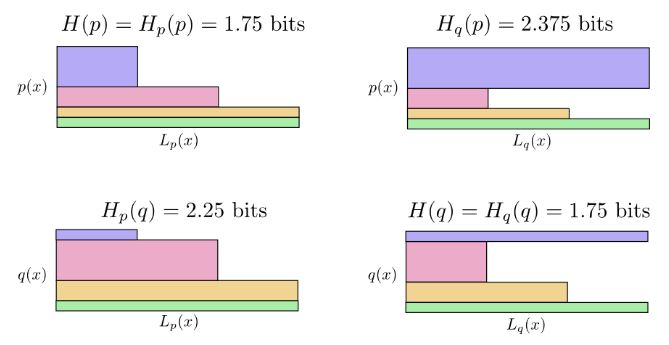 H(p) = H_p(p) = 1.75 bits
p(x)
L_p(x)
H_q(p) = 2.375 bits
p(x)
L_q(x)
H_p(q) = 2.25 bits
q(x)
L_p(x)
H(q) = H_q(q) = 1.75 bits
q(x)
L_q(x)